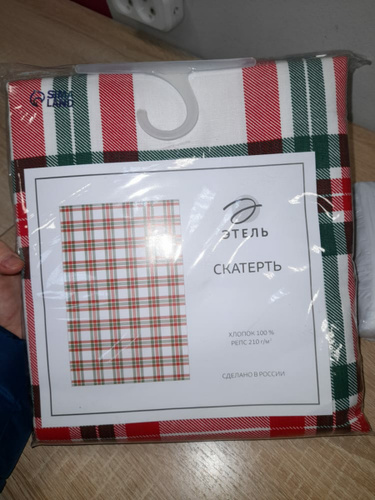 SIMA
LAND
ЭТЕЛЬ
СКАТЕРТЬ
ХЛОПОК 100 %
РЕПС 210 г/м²
СДЕЛАНО В РОССИИ